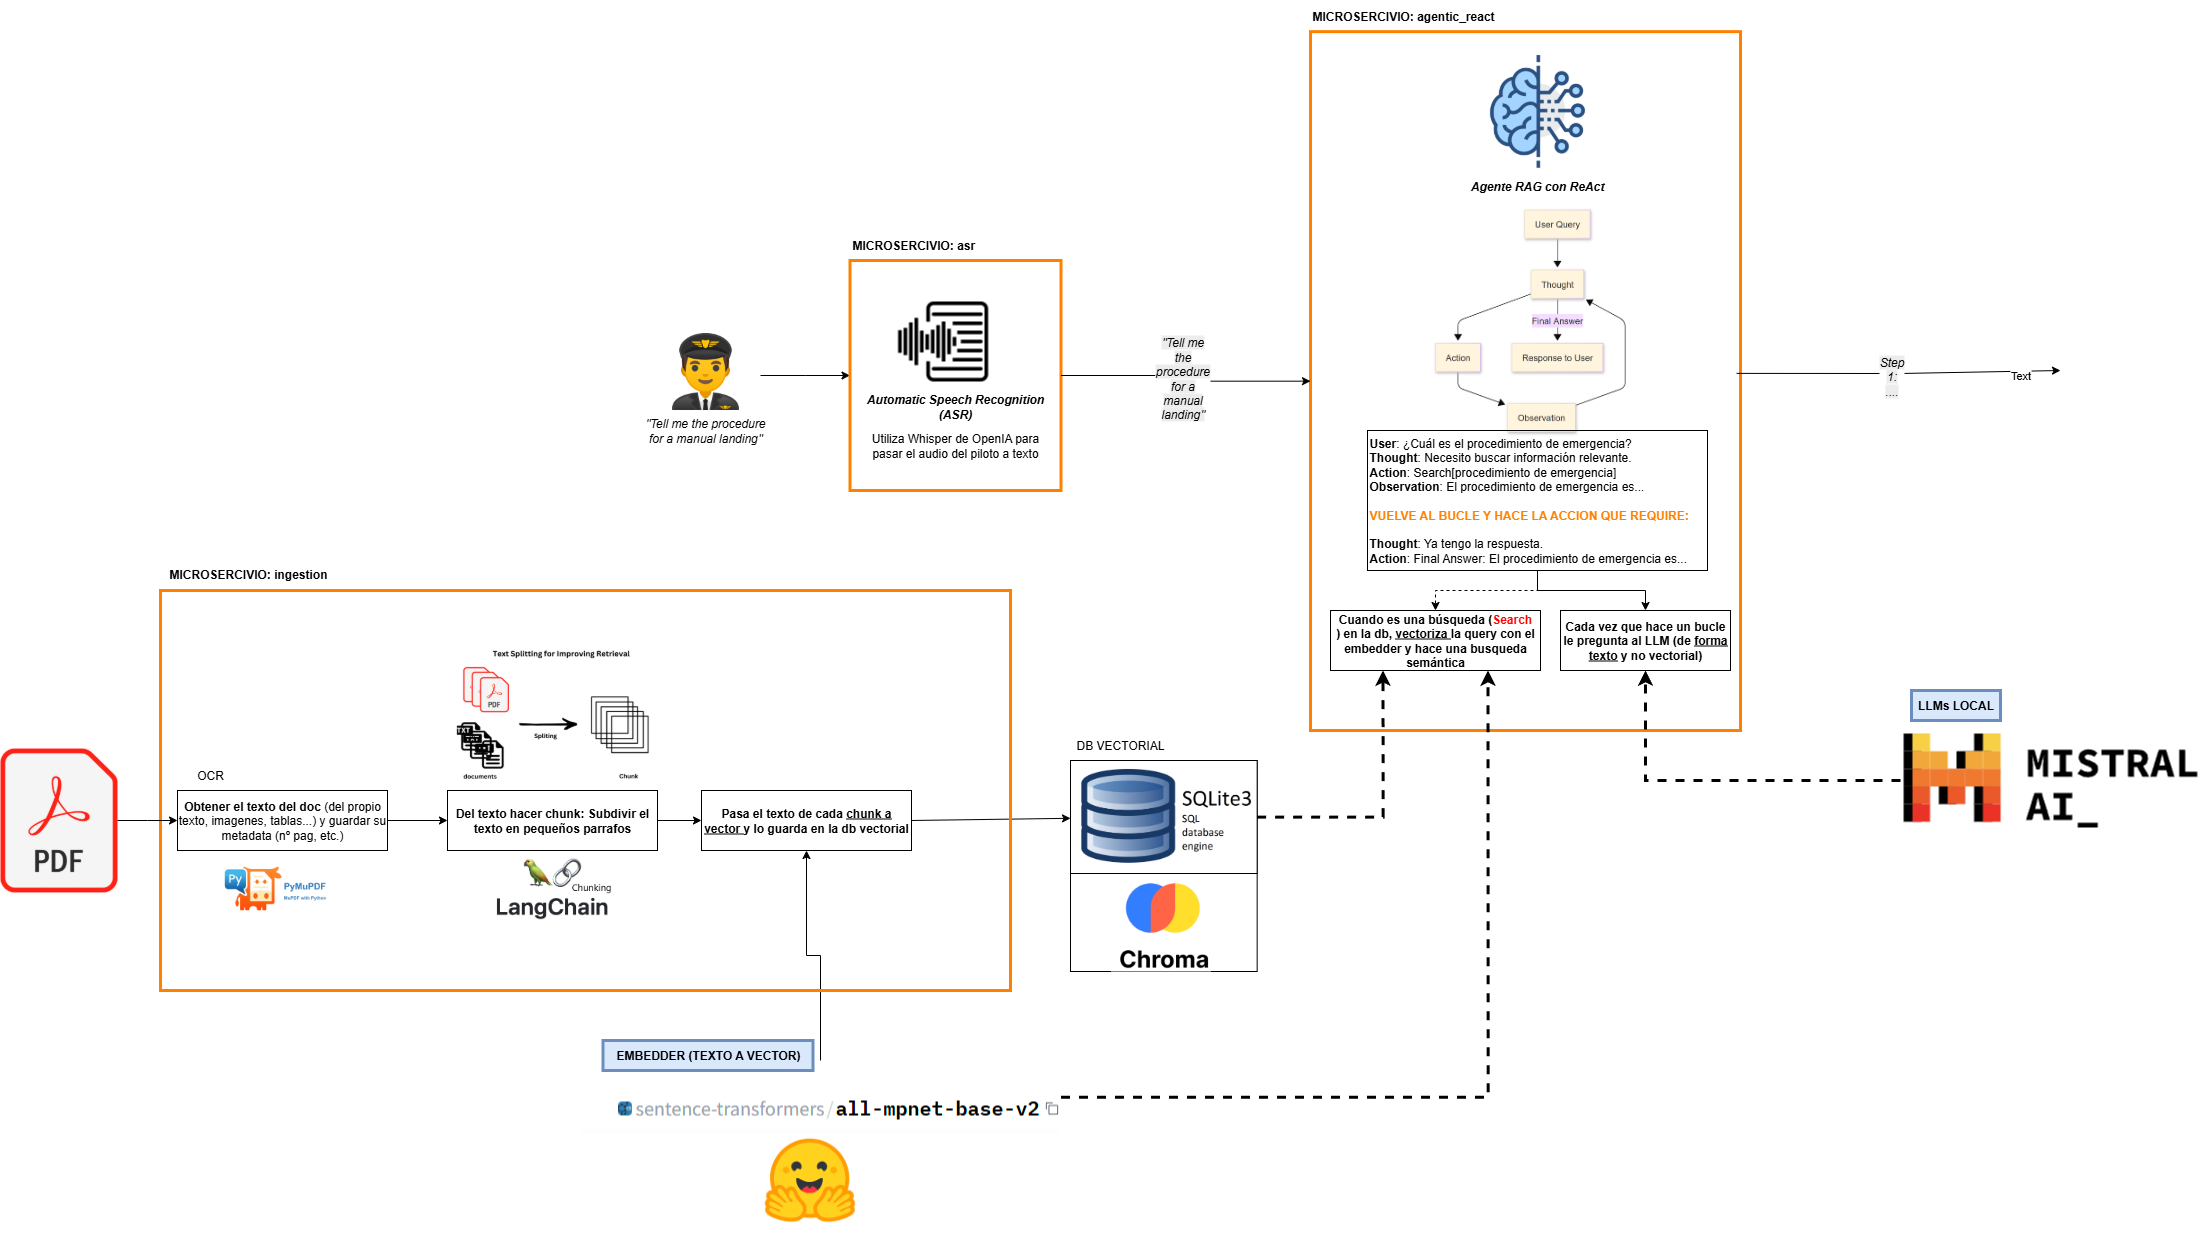 MICROSERCIVIO: agentic_react
Agente RAG con ReAct
User Query
Thought
Final Answer
Action
Response to User
Observation
User: ¿Cuál es el procedimiento de emergencia?
Thought: Necesito buscar información relevante.
Action: Search[procedimiento de emergencia]
Observation: El procedimiento de emergencia es...
VUELVE AL BUCLE Y HACE LA ACCION QUE REQUIRE:
Thought: Ya tengo la respuesta.
Action: Final Answer: El procedimiento de emergencia es...
Cuando es una búsqueda (Search
) en la db, vectoriza la query con el
embedder y hace una busqueda
semántica
Cada vez que hace un bucle
le pregunta al LLM (de forma
texto y no vectorial)
MICROSERCIVIO: asr
Automatic Speech Recognition
(ASR)
Utiliza Whisper de OpenIA para
pasar el audio del piloto a texto
"Tell me the procedure
for a manual landing"
"Tell me
the
procedure
for a
manual
landing"
Step
1:
....
Text
MICROSERCIVIO: ingestion
Text Splitting for Improving Retrieval
PDF
TXT
Spliting
documents
Chunk
PDF
OCR
Obtener el texto del doc (del propio
texto, imagenes, tablas...) y guardar su
metadata (nº pag, etc.)
Py
PyMuPDF
MuPDF with Python
Del texto hacer chunk: Subdivir el
texto en pequeños parrafos
Chunking
LangChain
Pasa el texto de cada chunk a
vector y lo guarda en la db vectorial
DB VECTORIAL
SQLite3
SQL
database
engine
Chroma
LLMs LOCAL
MISTRAL
AI_
EMBEDDER (TEXTO A VECTOR)
sentence-transformers/all-mpnet-base-v2